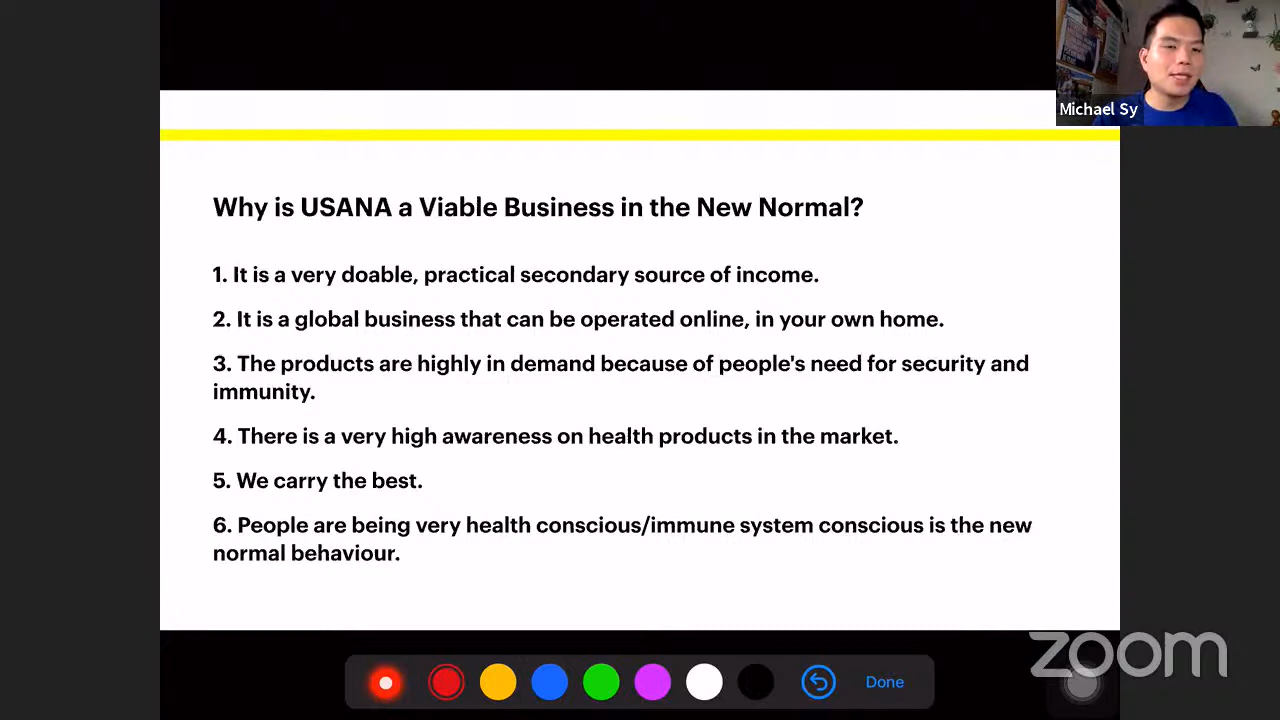 Michael Sy
Why is USANA a Viable Business in the New Normal?
1. It is a very doable, practical secondary source of income.
2. It is a global business that can be operated online, in your own home.
3. The products are highly in demand because of people's need for security and
immunity.
4. There is a very high awareness on health products in the market.
5. We carry the best.
6. People are being very health conscious/immune system conscious is the new
normal behaviour.
zoom
Done